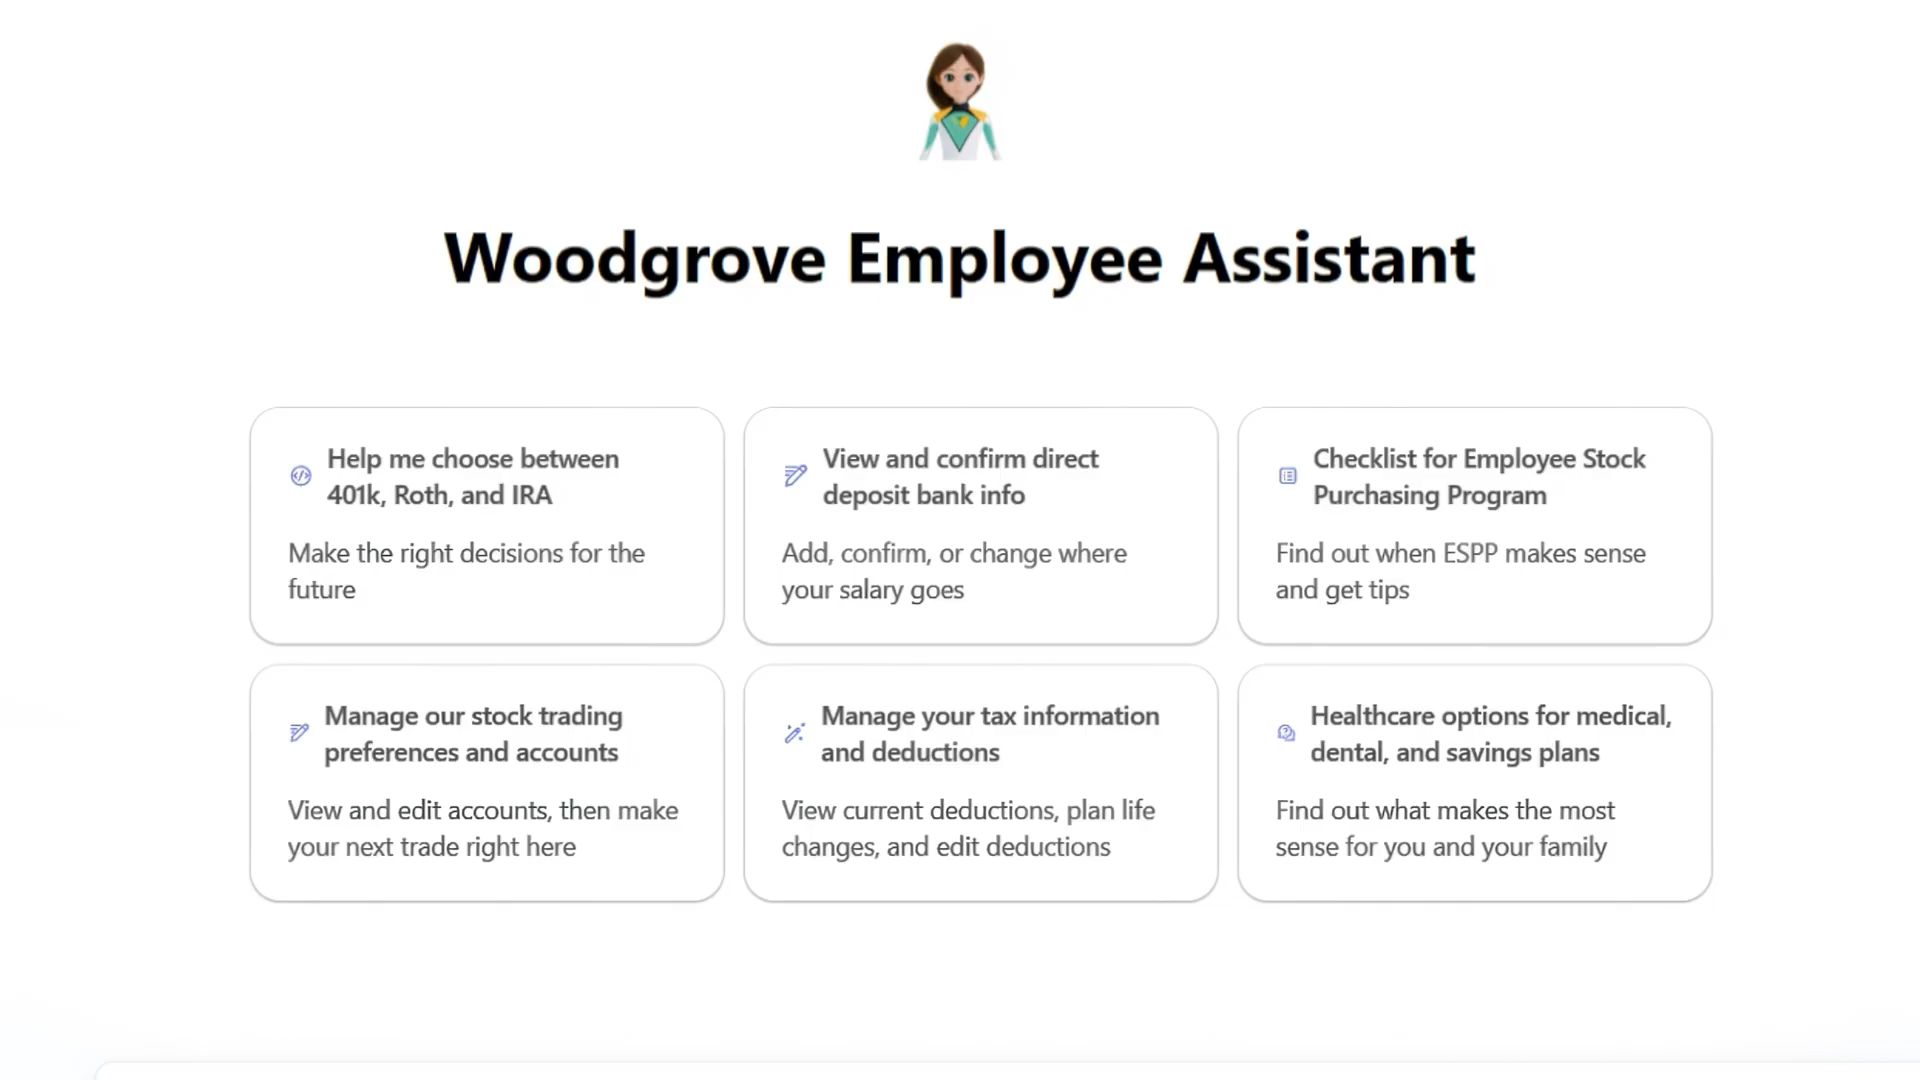 Woodgrove Employee Assistant
Help me choose between
401k, Roth, and IRA
Make the right decisions for the
future
View and confirm direct
deposit bank info
Add, confirm, or change where
your salary goes
Checklist for Employee Stock
Purchasing Program
Find out when ESPP makes sense
and get tips
Manage our stock trading
preferences and accounts
View and edit accounts, then make
your next trade right here
Manage your tax information
and deductions
View current deductions, plan life
changes, and edit deductions
Healthcare options for medical,
dental, and savings plans
Find out what makes the most
sense for you and your family